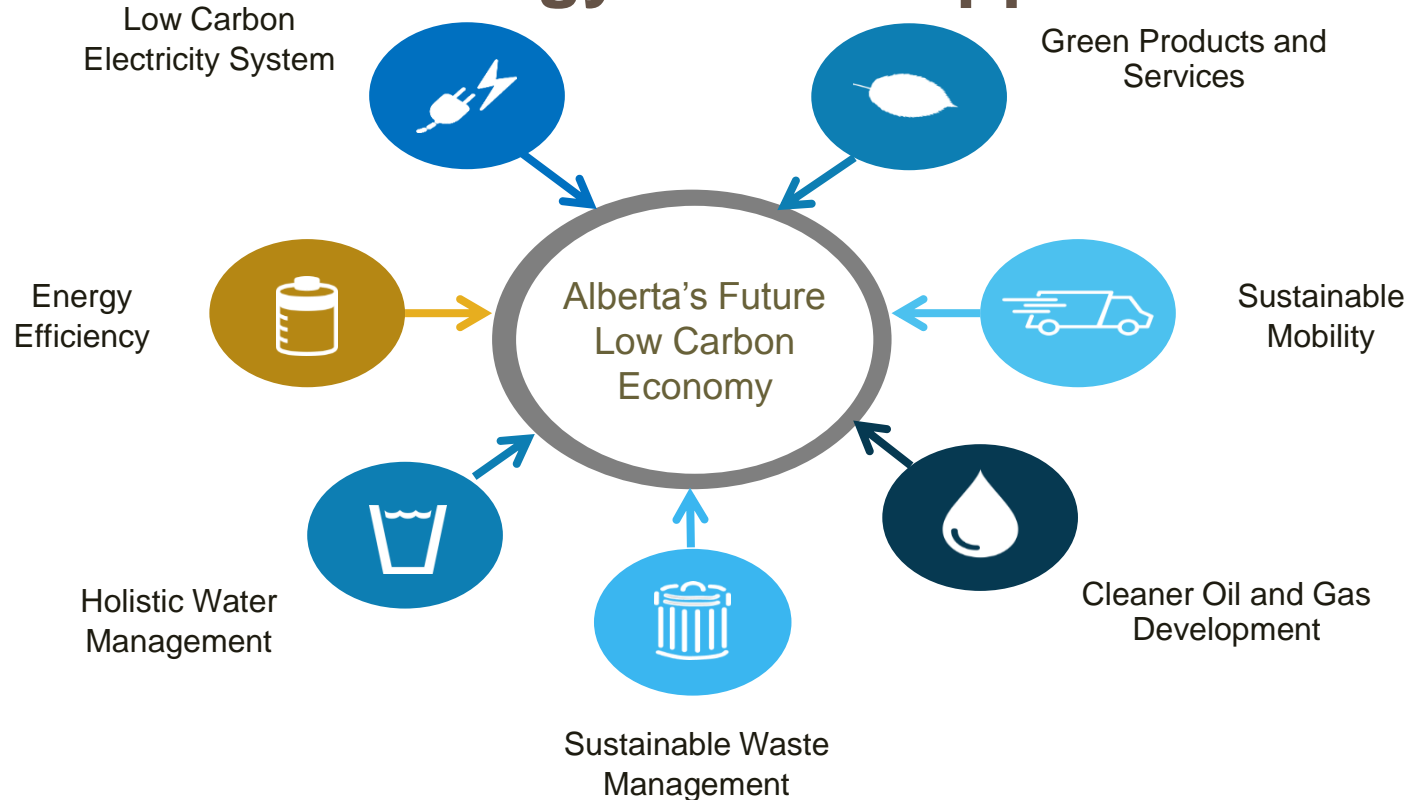 Low Carbon
Electricity System
Green Products and
Services
Energy
Efficiency
Alberta’s Future
Low Carbon
Economy
Sustainable
Mobility
Holistic Water
Management
Cleaner Oil and Gas
Development
Sustainable Waste
Management